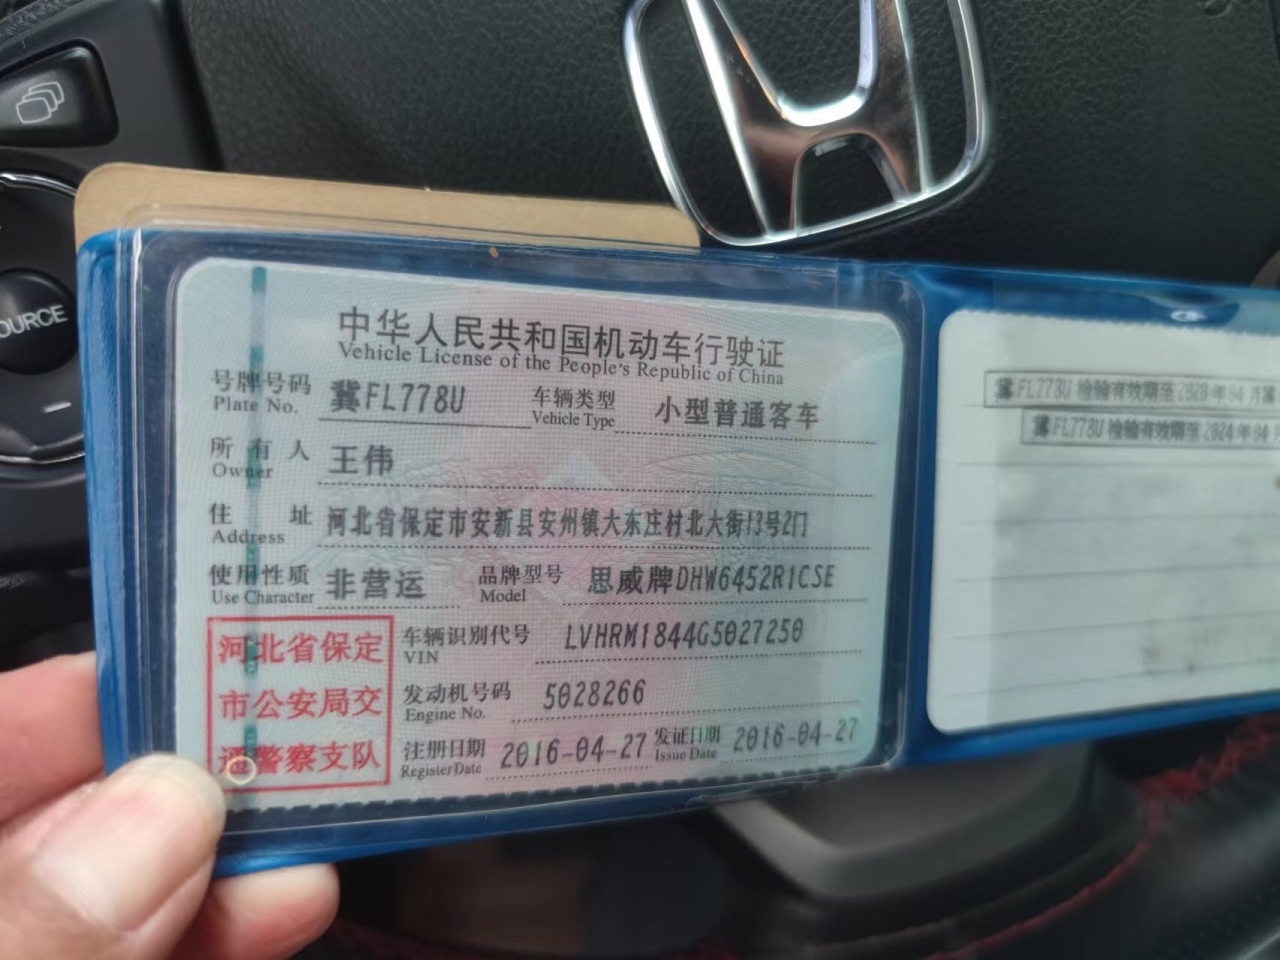 OURCE
中华人民共和国机动车行驶证
Vehicle License of the People's Republic of China
号牌号码 冀FL778U 车辆类型 小型普通客车
Plate No. Vehicle Type
所有人 王伟
Owner
住址 河北省保定市安新县安州镇大东庄村北大街13号2门
Address
使用性质 非营运 品牌型号 思威牌DHW6452R1CSE
Use Character Model
车辆识别代号 LVHRM1844G5027250
VIN
发动机号码 5028266
Engine No.
注册日期 2016-04-27 发证日期 2016-04-27
Register Date Issue Date
河北省保定
市公安局交
通警察支队
冀FL778U 检验有效期至2020年04月冀
冀FL778U 检验有效期至2024年04